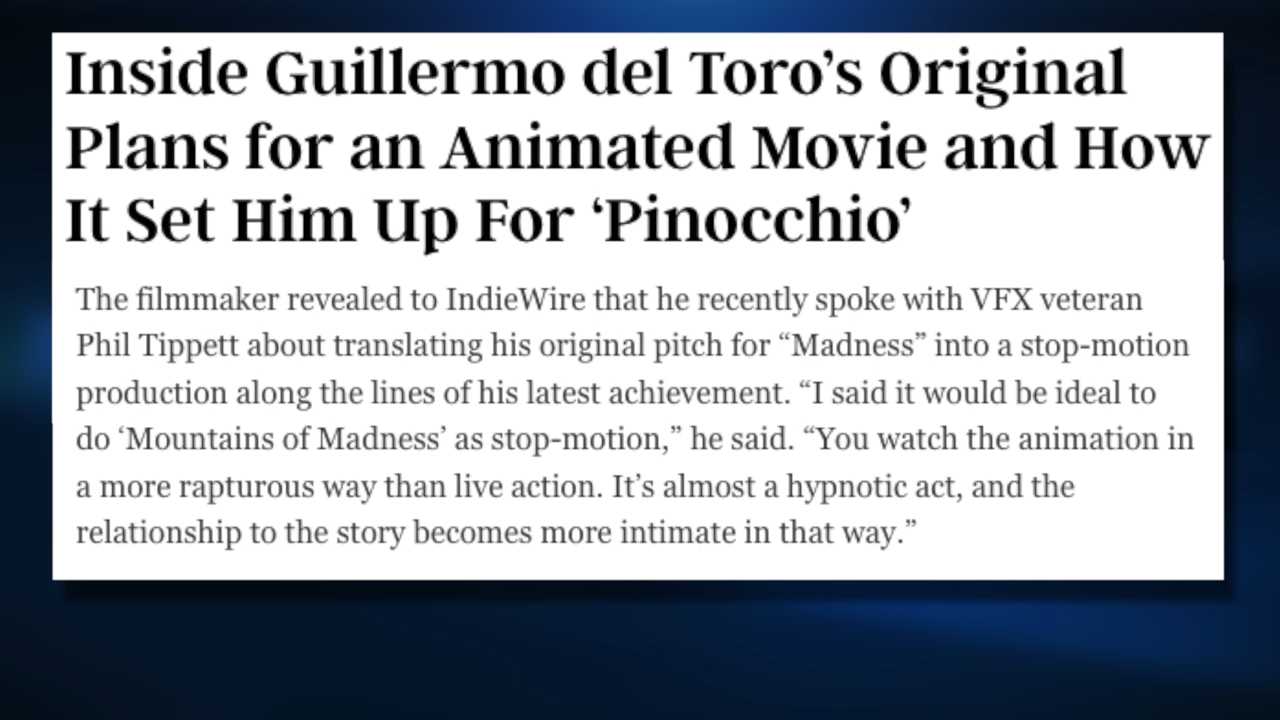 Inside Guillermo del Toro’s Original
Plans for an Animated Movie and How
It Set Him Up For ‘Pinocchio’
The filmmaker revealed to IndieWire that he recently spoke with VFX veteran
Phil Tippett about translating his original pitch for “Madness” into a stop-motion
production along the lines of his latest achievement. “I said it would be ideal to
do ‘Mountains of Madness’ as stop-motion,” he said. “You watch the animation in
a more rapturous way than live action. It’s almost a hypnotic act, and the
relationship to the story becomes more intimate in that way.”